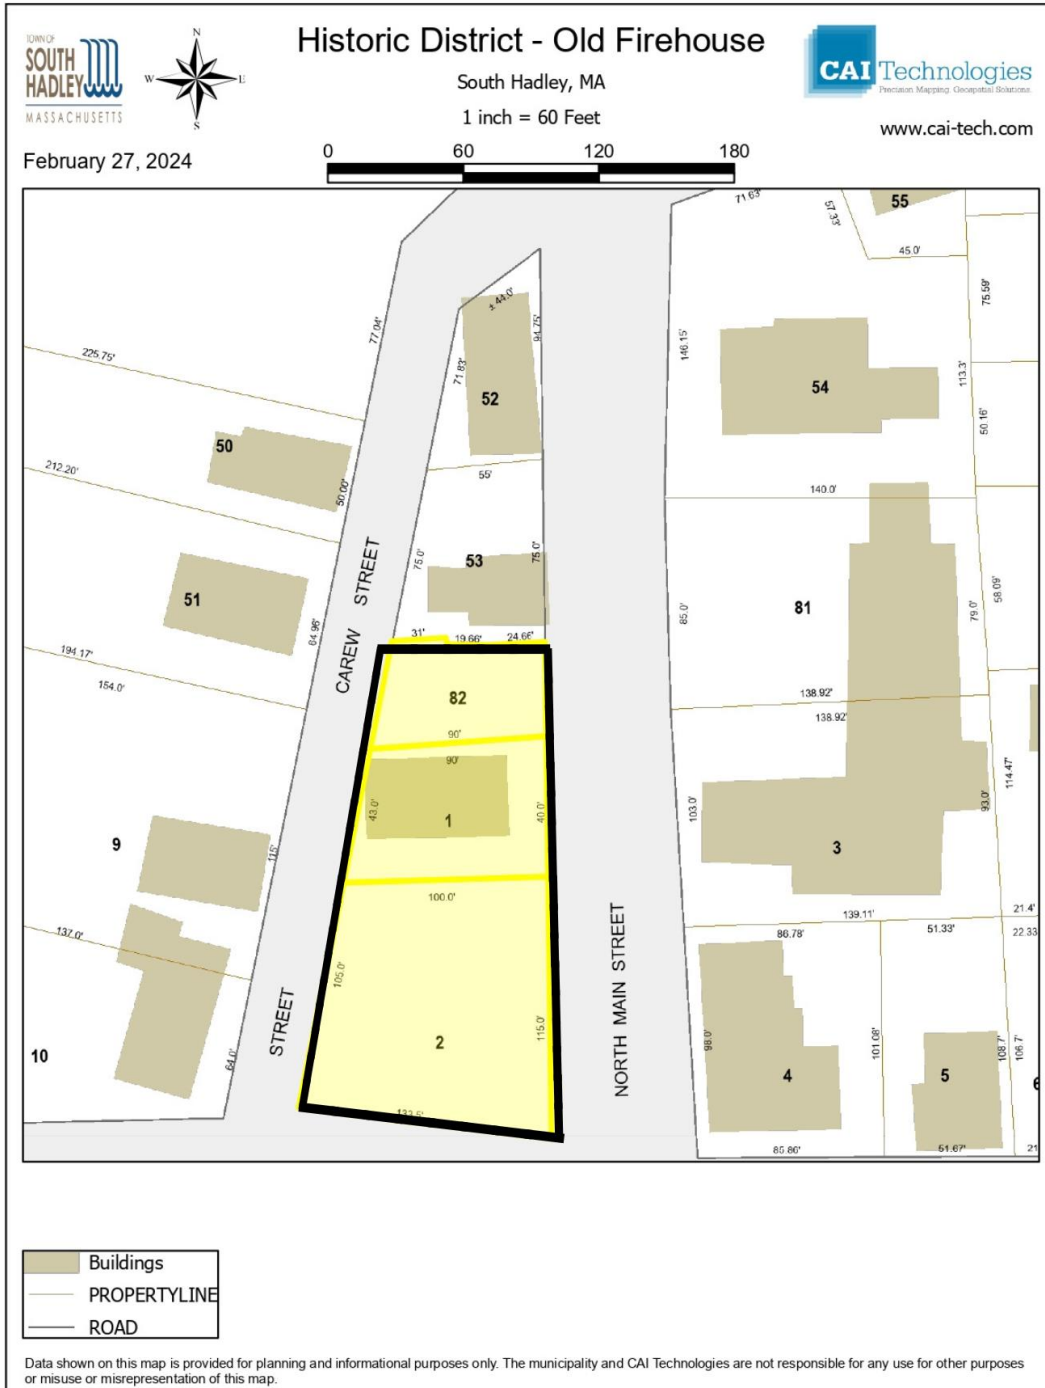 TOWN OF
SOUTH
HADLEY
MASSACHUSETTS
N
W
E
S
Historic District - Old Firehouse
South Hadley, MA
1 inch = 60 Feet
CAI Technologies
Precision Mapping. Geospatial Solutions.
www.cai-tech.com
February 27, 2024
0 60 120 180
71.63'
57.33'
55
45.0'
75.59'
± 44.0'
94.75'
77.04'
146.15'
225.75'
71.83'
113.3'
54
52
50.16'
50
212.20'
55'
50.00'
140.0'
75.0'
53
75.0'
CAREW STREET
51
64.96'
85.0'
81
79.0'
58.09'
31'
19.66'
24.66'
194.17'
154.0'
82
138.92'
138.92'
90'
90'
114.47'
43.0'
40.0'
103.0'
93.0'
1
9
115'
3
100.0'
139.11'
21.4'
137.0'
86.78'
51.33'
22.33
105.0'
115.0'
NORTH MAIN STREET
STREET
2
98.0'
101.08'
108.7'
106.7'
10
64.0'
4
5
6
133.5'
85.86'
51.67'
21
Buildings
PROPERTYLINE
ROAD
Data shown on this map is provided for planning and informational purposes only. The municipality and CAI Technologies are not responsible for any use for other purposes
or misuse or misrepresentation of this map.